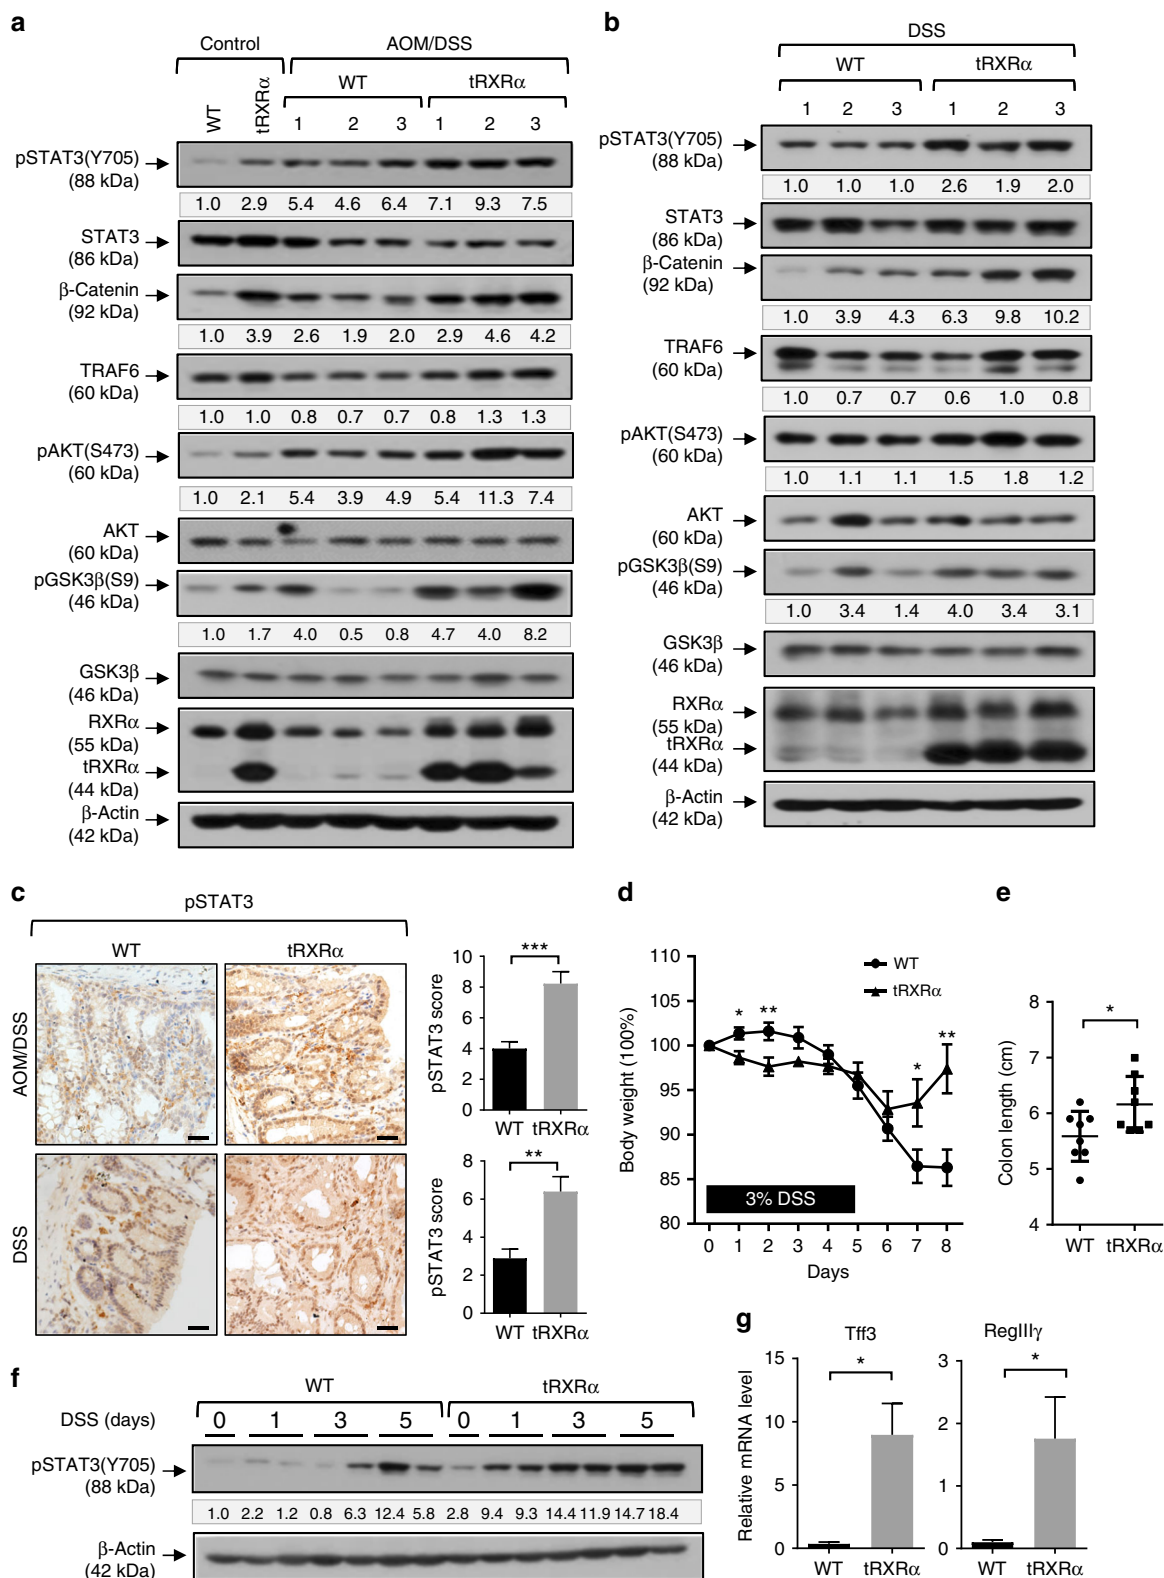 a
Control
AOM/DSS
WT
tRXRα
WT
tRXRα
1 2 3 1 2 3
pSTAT3(Y705)
(88 kDa)
1.0 2.9 5.4 4.6 6.4 7.1 9.3 7.5
STAT3
(86 kDa)
β-Catenin
(92 kDa)
1.0 3.9 2.6 1.9 2.0 2.9 4.6 4.2
TRAF6
(60 kDa)
1.0 1.0 0.8 0.7 0.7 0.8 1.3 1.3
pAKT(S473)
(60 kDa)
1.0 2.1 5.4 3.9 4.9 5.4 11.3 7.4
AKT
(60 kDa)
pGSK3β(S9)
(46 kDa)
1.0 1.7 4.0 0.5 0.8 4.7 4.0 8.2
GSK3β
(46 kDa)
RXRα
(55 kDa)
tRXRα
(44 kDa)
β-Actin
(42 kDa)
b
DSS
WT
tRXRα
1 2 3 1 2 3
pSTAT3(Y705)
(88 kDa)
1.0 1.0 1.0 2.6 1.9 2.0
STAT3
(86 kDa)
β-Catenin
(92 kDa)
1.0 3.9 4.3 6.3 9.8 10.2
TRAF6
(60 kDa)
1.0 0.7 0.7 0.6 1.0 0.8
pAKT(S473)
(60 kDa)
1.0 1.1 1.1 1.5 1.8 1.2
AKT
(60 kDa)
pGSK3β(S9)
(46 kDa)
1.0 3.4 1.4 4.0 3.4 3.1
GSK3β
(46 kDa)
RXRα
(55 kDa)
tRXRα
(44 kDa)
β-Actin
(42 kDa)
c
pSTAT3
WT
tRXRα
AOM/DSS
DSS
pSTAT3 score
10
8
6
4
2
0
***
WT tRXRα
pSTAT3 score
8
6
4
2
0
**
WT tRXRα
d
Body weight (100%)
110
105
100
95
90
85
80
WT
tRXRα
* **
* **
3% DSS
0 1 2 3 4 5 6 7 8
Days
e
Colon length (cm)
8
7
6
5
4
*
WT tRXRα
f
WT
tRXRα
DSS (days) 0 1 3 5 0 1 3 5
pSTAT3(Y705)
(88 kDa)
1.0 2.2 1.2 0.8 6.3 12.4 5.8 2.8 9.4 9.3 14.4 11.9 14.7 18.4
β-Actin
(42 kDa)
g
Tff3
Relative mRNA level
15
10
5
0
*
WT tRXRα
RegIIIγ
3
2
1
0
*
WT tRXRα